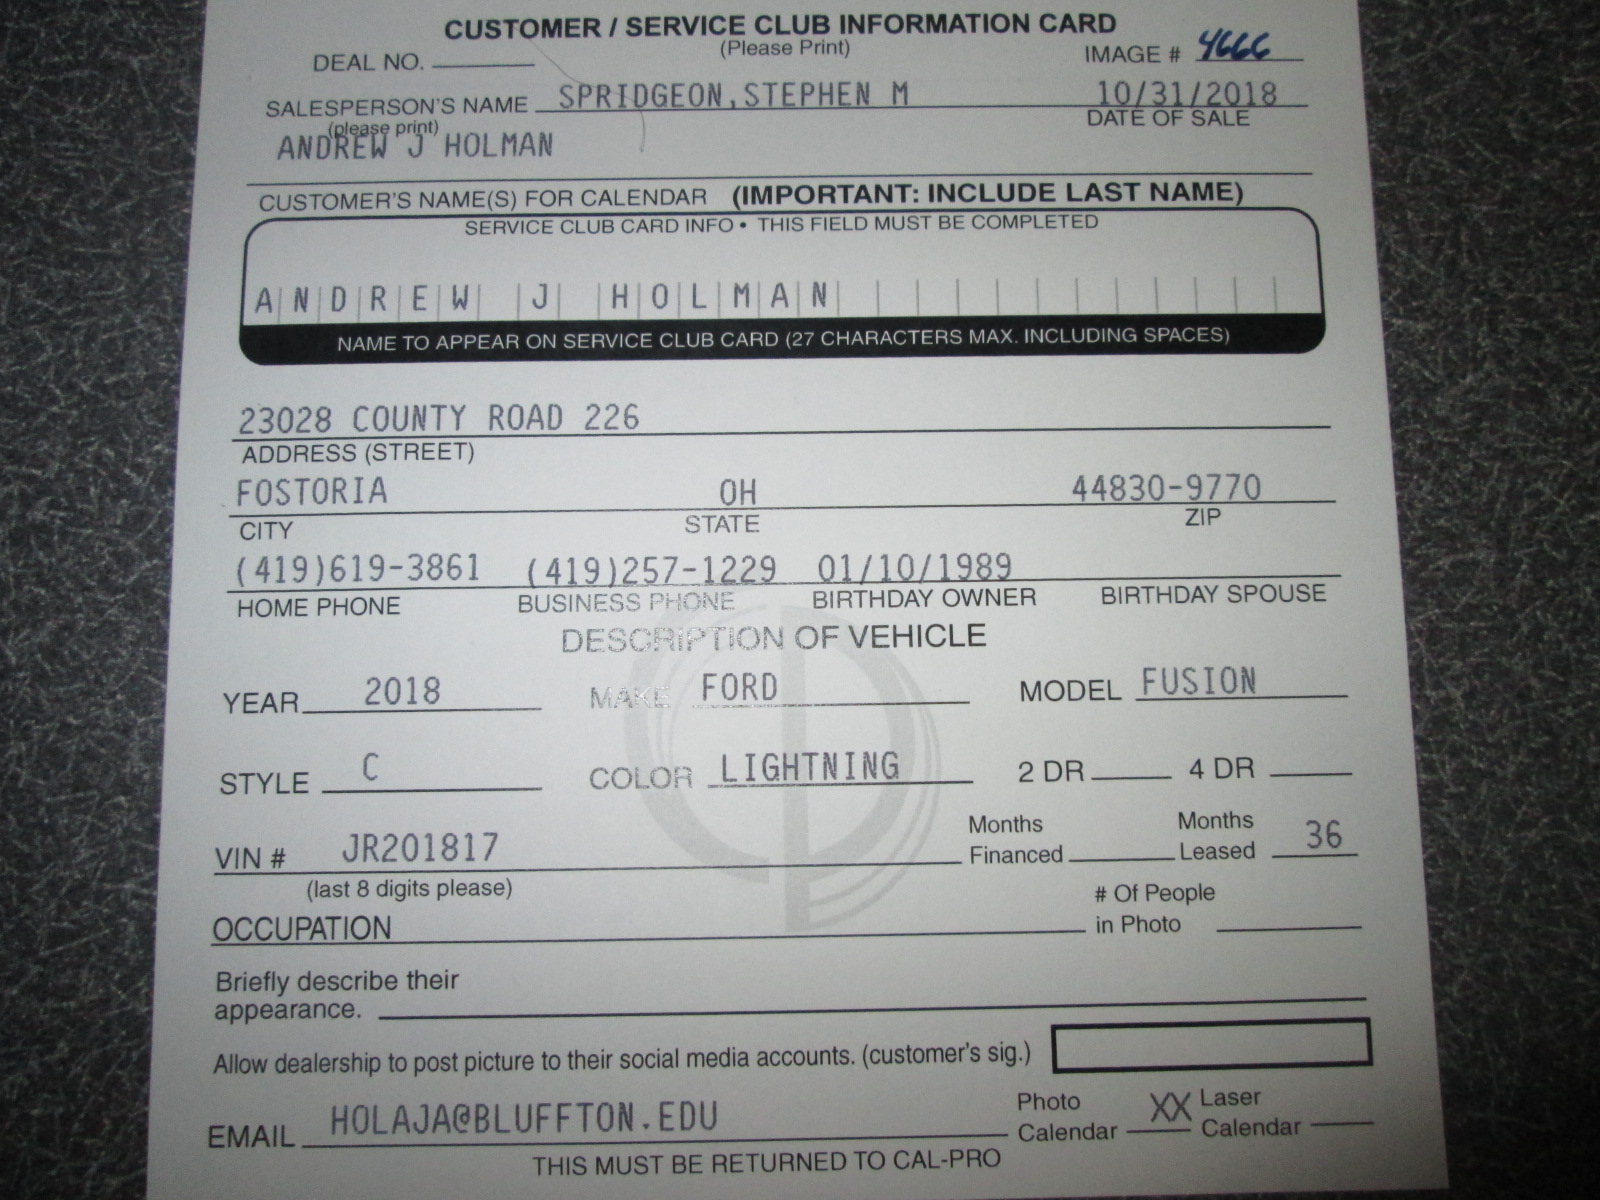 CUSTOMER / SERVICE CLUB INFORMATION CARD
(Please Print)
DEAL NO. IMAGE # 4666
SALESPERSON'S NAME SPRIDGEON, STEPHEN M 10/31/2018
(please print) DATE OF SALE
ANDREW J HOLMAN
CUSTOMER'S NAME(S) FOR CALENDAR (IMPORTANT: INCLUDE LAST NAME)
SERVICE CLUB CARD INFO • THIS FIELD MUST BE COMPLETED
ANDREW J HOLMAN
NAME TO APPEAR ON SERVICE CLUB CARD (27 CHARACTERS MAX. INCLUDING SPACES)
23028 COUNTY ROAD 226
ADDRESS (STREET)
FOSTORIA OH 44830-9770
CITY STATE ZIP
(419)619-3861 (419)257-1229 01/10/1989
HOME PHONE BUSINESS PHONE BIRTHDAY OWNER BIRTHDAY SPOUSE
DESCRIPTION OF VEHICLE
YEAR 2018 MAKE FORD MODEL FUSION
STYLE C COLOR LIGHTNING 2 DR 4 DR
VIN # JR201817 Months Financed Months Leased 36
(last 8 digits please)
OCCUPATION # Of People in Photo
Briefly describe their
appearance.
Allow dealership to post picture to their social media accounts. (customer's sig.)
EMAIL HOLAJA@BLUFFTON.EDU Photo Calendar XX Laser Calendar
THIS MUST BE RETURNED TO CAL-PRO